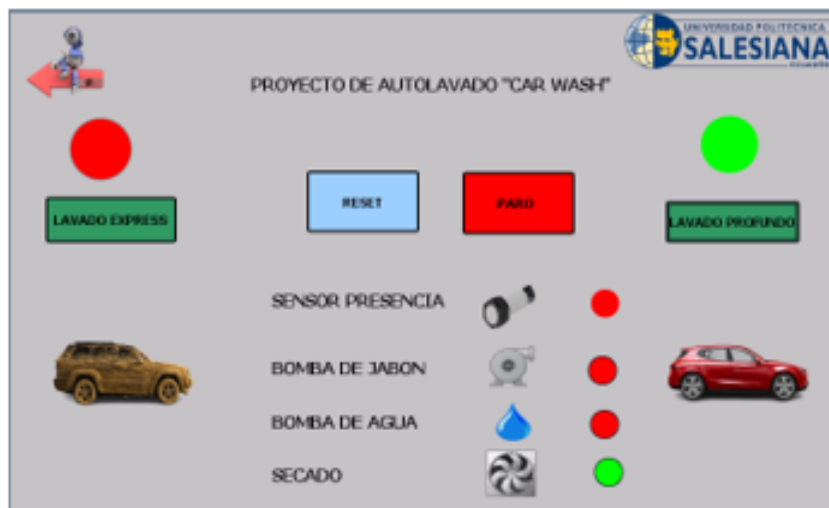 UNIVERSIDAD POLITÉCNICA
SALESIANA
PROYECTO DE AUTOLAVADO "CAR WASH"
LAVADO EXPRESS
RESET
PARO
LAVADO PROFUNDO
SENSOR PRESENCIA
BOMBA DE JABON
BOMBA DE AGUA
SECADO